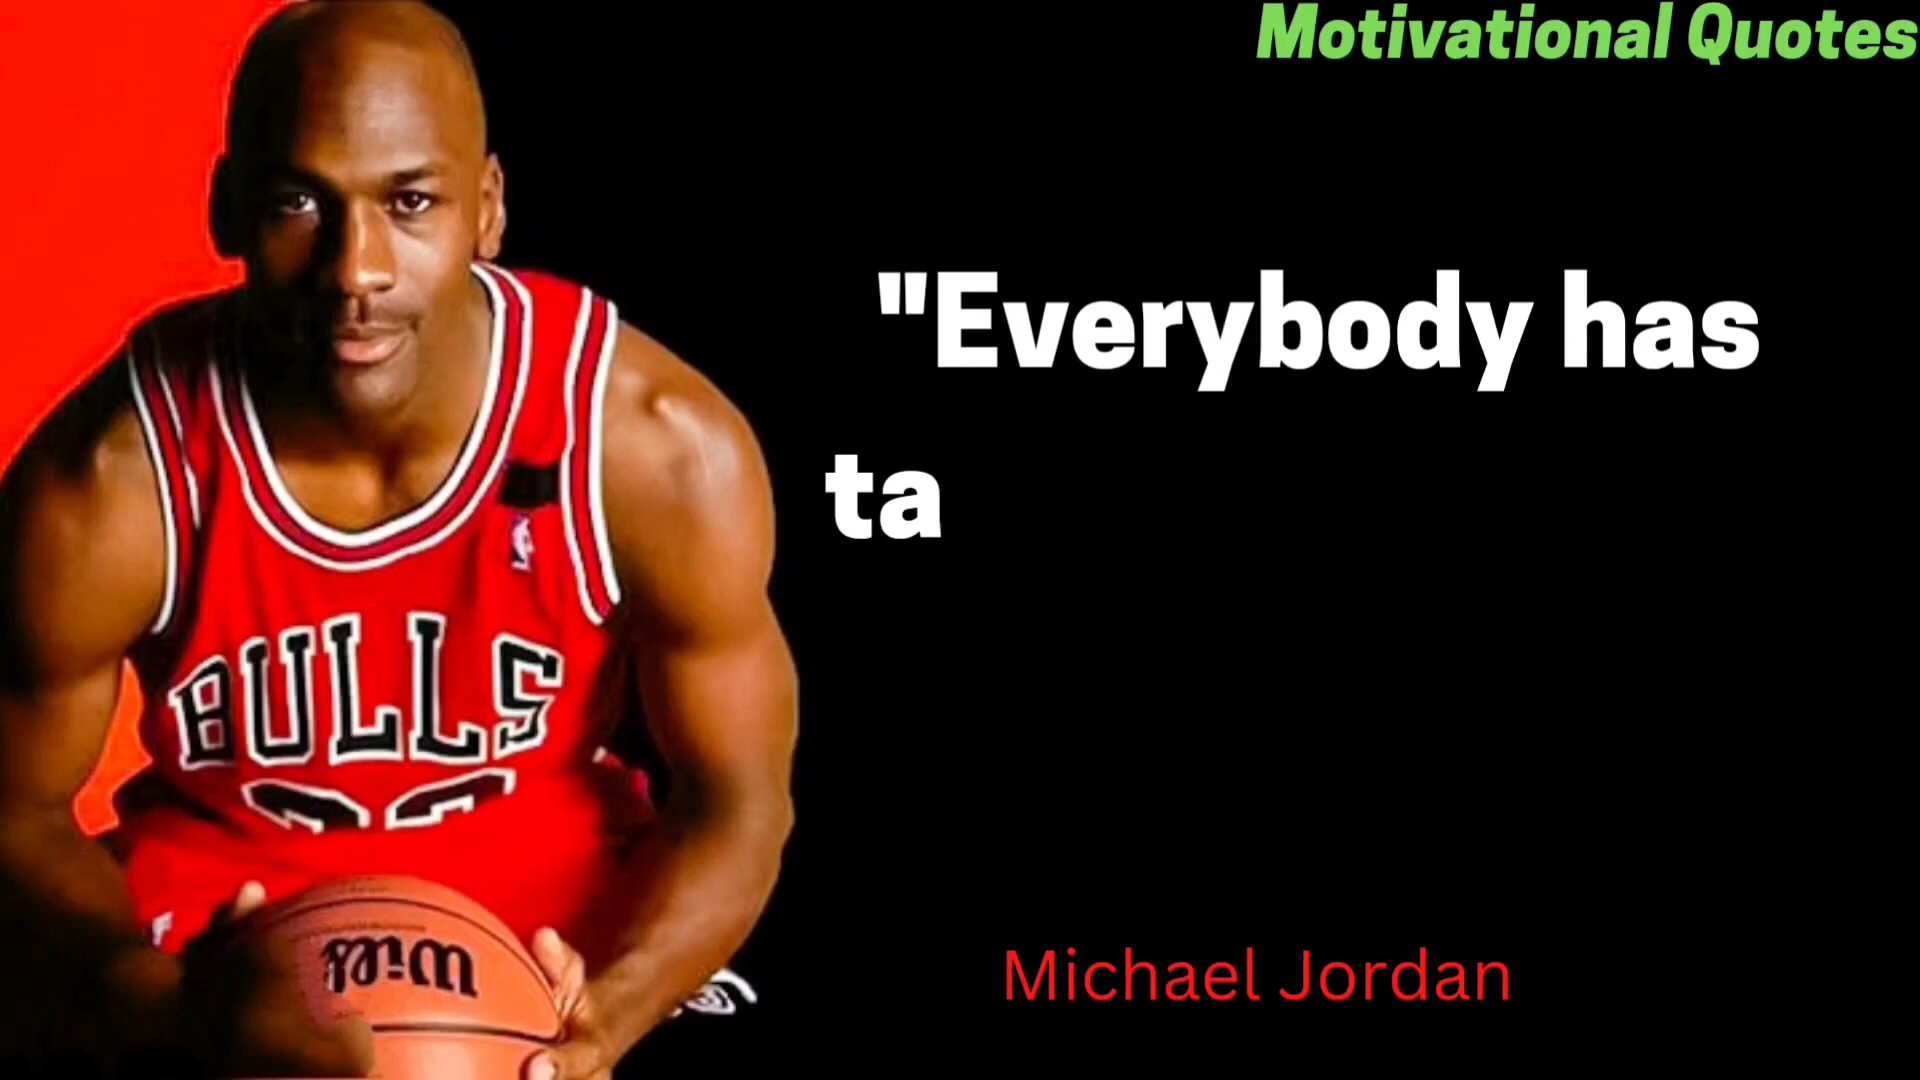 Motivational Quotes
"Everybody has
ta
BULLS
Michael Jordan